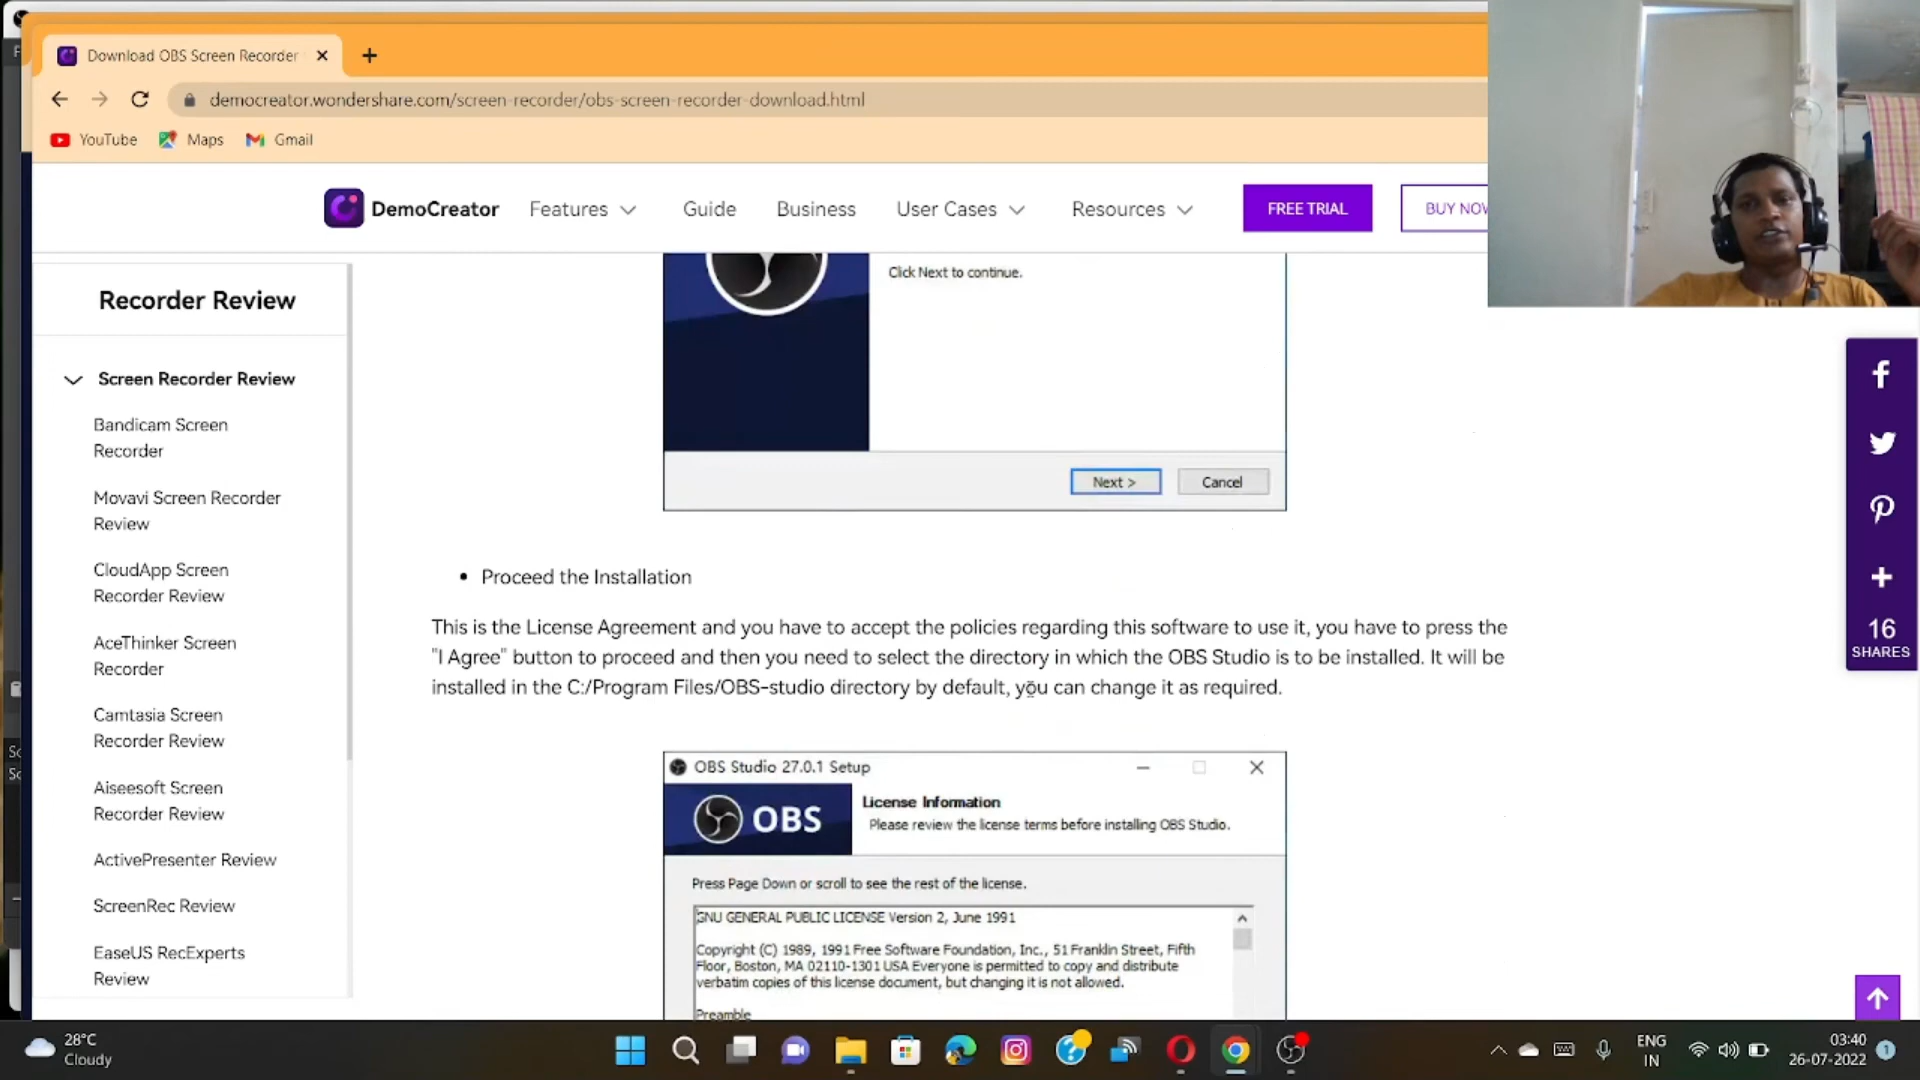 Download OBS Screen Recorder
democreator.wondershare.com/screen-recorder/obs-screen-recorder-download.html
YouTube Maps Gmail
DemoCreator Features Guide Business User Cases Resources FREE TRIAL BUY NOW
Recorder Review
Screen Recorder Review
Bandicam Screen
Recorder
Movavi Screen Recorder
Review
CloudApp Screen
Recorder Review
AceThinker Screen
Recorder
Camtasia Screen
Recorder Review
Aiseesoft Screen
Recorder Review
ActivePresenter Review
ScreenRec Review
EaseUS RecExperts
Review
Click Next to continue.
Next > Cancel
• Proceed the Installation
This is the License Agreement and you have to accept the policies regarding this software to use it, you have to press the
"I Agree" button to proceed and then you need to select the directory in which the OBS Studio is to be installed. It will be
installed in the C:/Program Files/OBS-studio directory by default, you can change it as required.
OBS Studio 27.0.1 Setup
OBS
License Information
Please review the license terms before installing OBS Studio.
Press Page Down or scroll to see the rest of the license.
GNU GENERAL PUBLIC LICENSE Version 2, June 1991
Copyright (C) 1989, 1991 Free Software Foundation, Inc., 51 Franklin Street, Fifth
Floor, Boston, MA 02110-1301 USA Everyone is permitted to copy and distribute
verbatim copies of this license document, but changing it is not allowed.
Preamble
16
SHARES
28°C
Cloudy
ENG
IN
03:40
26-07-2022
1